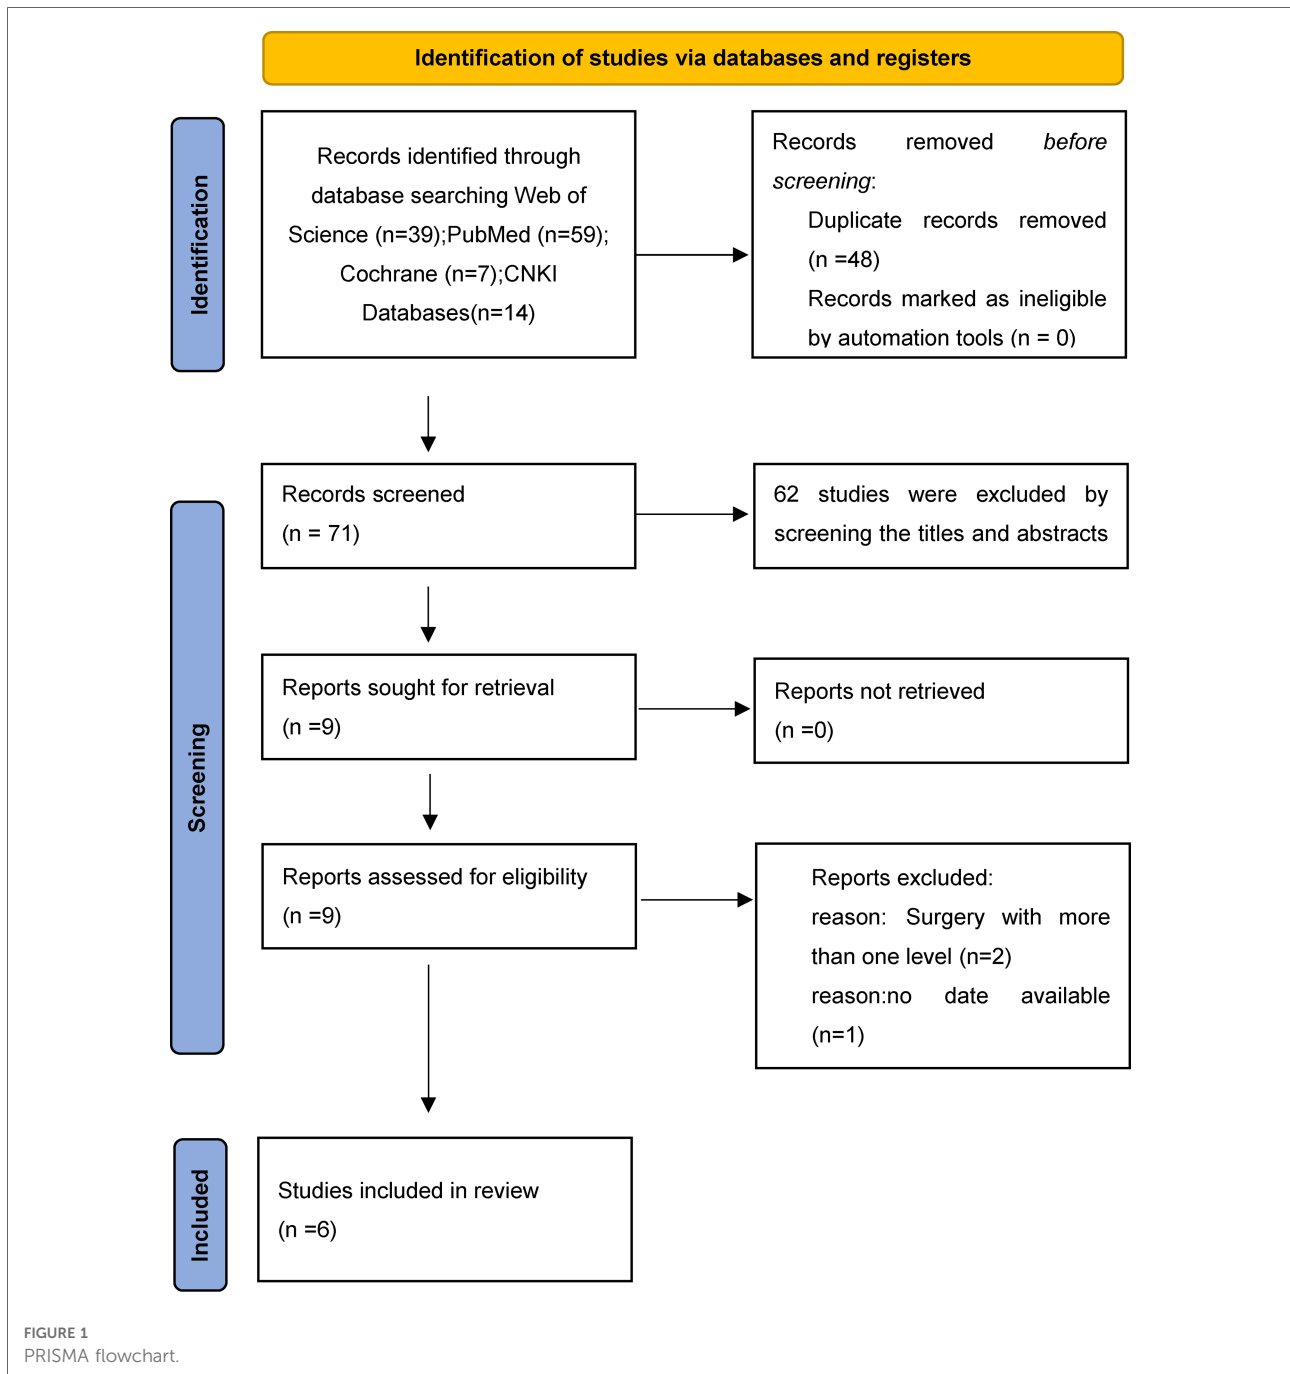 Identification of studies via databases and registers
Identification
Records identified through
database searching Web of
Science (n=39);PubMed (n=59);
Cochrane (n=7);CNKI
Databases(n=14)
Records removed before
screening:
Duplicate records removed
(n =48)
Records marked as ineligible
by automation tools (n = 0)
Screening
Records screened
(n = 71)
62 studies were excluded by
screening the titles and abstracts
Reports sought for retrieval
(n =9)
Reports not retrieved
(n =0)
Reports assessed for eligibility
(n =9)
Reports excluded:
reason: Surgery with more
than one level (n=2)
reason:no date available
(n=1)
Included
Studies included in review
(n =6)
FIGURE 1
PRISMA flowchart.